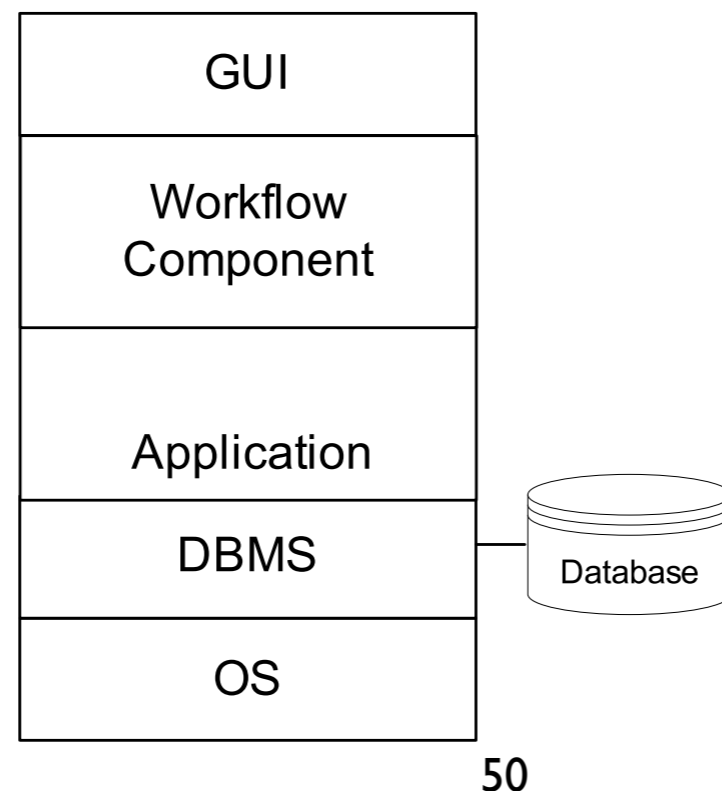 GUI
Workflow
Component
Application
DBMS
Database
OS
50